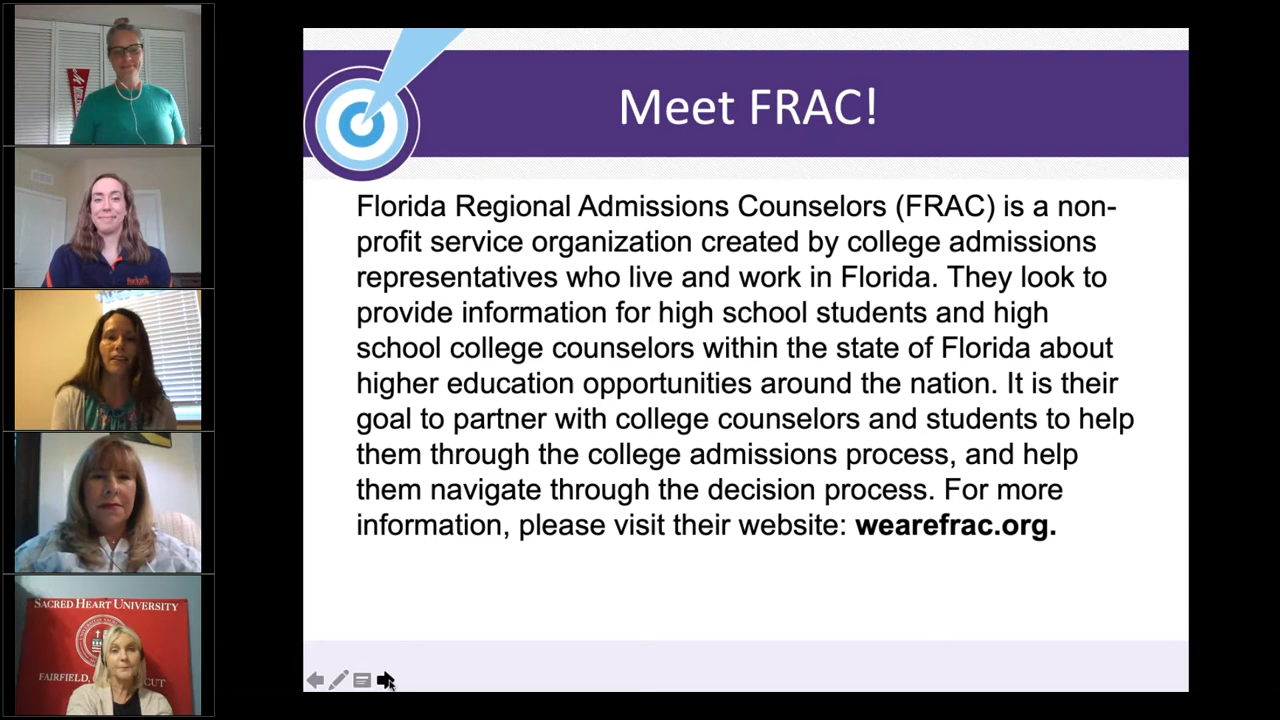 Meet FRAC!
Florida Regional Admissions Counselors (FRAC) is a non-
profit service organization created by college admissions
representatives who live and work in Florida. They look to
provide information for high school students and high
school college counselors within the state of Florida about
higher education opportunities around the nation. It is their
goal to partner with college counselors and students to help
them through the college admissions process, and help
them navigate through the decision process. For more
information, please visit their website: wearefrac.org.
SACRED HEART UNIVERSITY
FAIRFIELD,